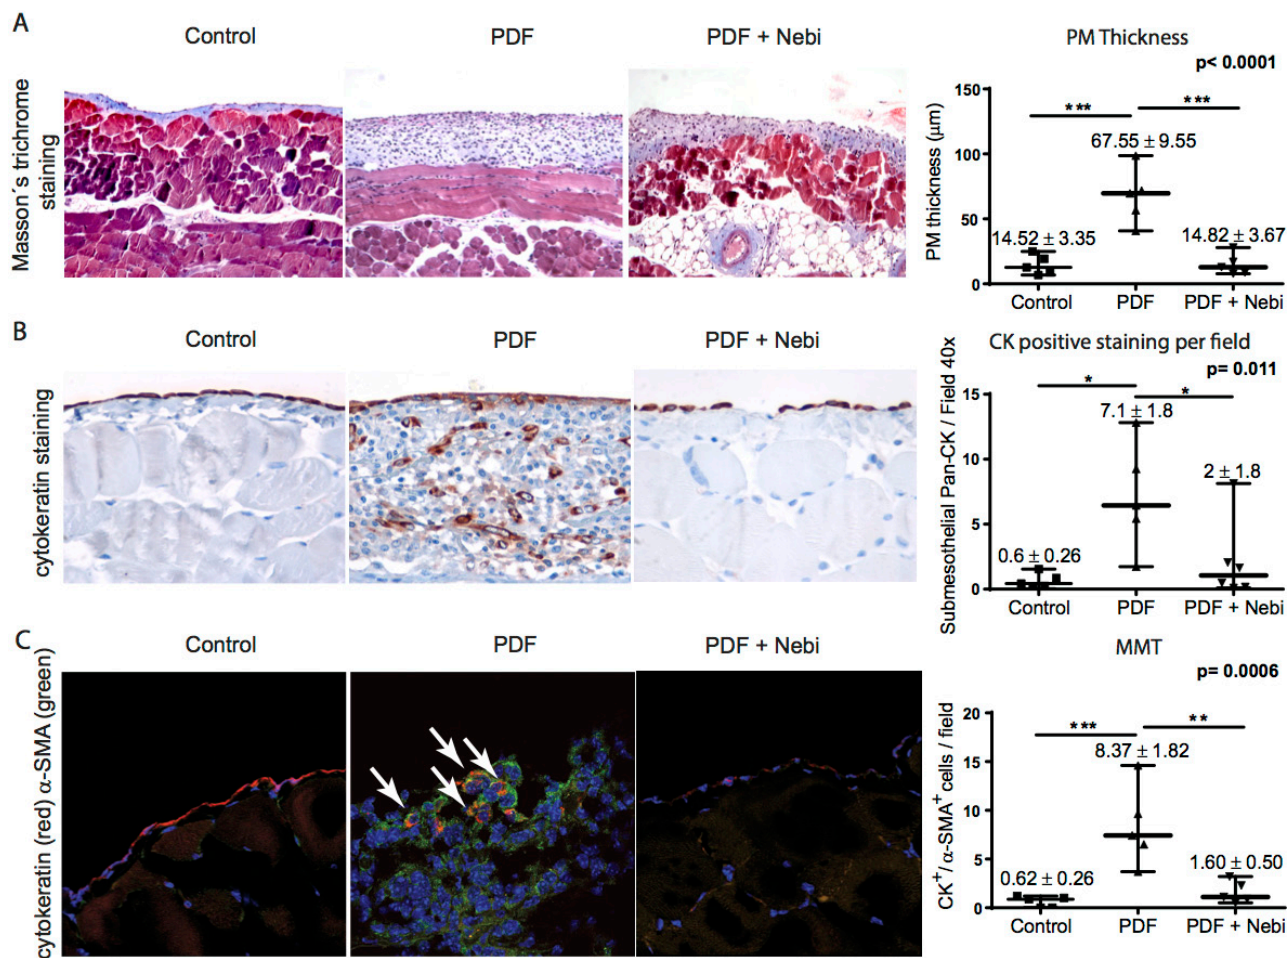 A
Control
PDF
PDF + Nebi
Masson´s trichrome
staining
PM Thickness
p< 0.0001
PM thickness (µm)
150
100
50
0
***
***
14.52 ± 3.35
67.55 ± 9.55
14.82 ± 3.67
Control
PDF
PDF + Nebi
B
Control
PDF
PDF + Nebi
cytokeratin staining
CK positive staining per field
p= 0.011
Submesothelial Pan-CK / Field 40x
15
10
5
0
*
*
0.6 ± 0.26
7.1 ± 1.8
2 ± 1.8
Control
PDF
PDF + Nebi
C
Control
PDF
PDF + Nebi
cytokeratin (red) α-SMA (green)
MMT
p= 0.0006
CK+/ α-SMA+cells / field
20
15
10
5
0
***
**
0.62 ± 0.26
8.37 ± 1.82
1.60 ± 0.50
Control
PDF
PDF + Nebi